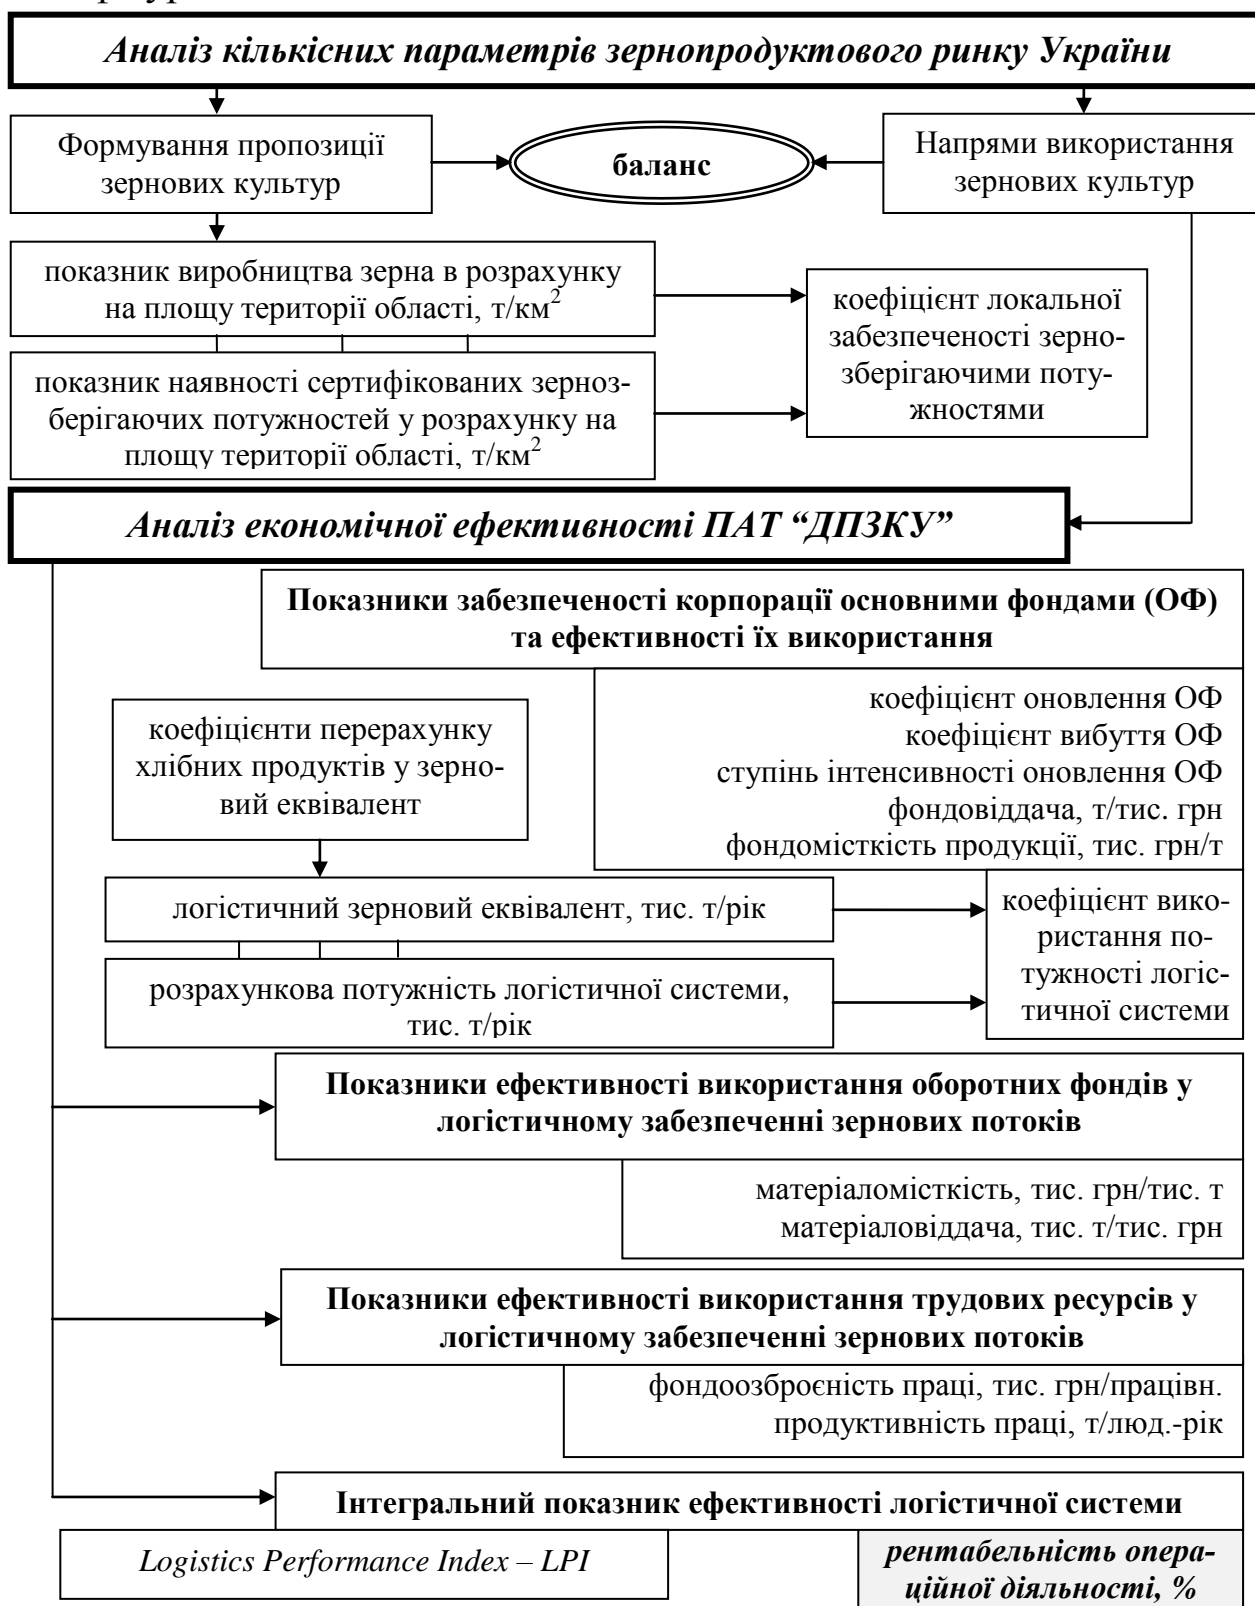 Аналіз кількісних параметрів зернопродуктового ринку України
Формування пропозиції
зернових культур
баланс
Напрями використання
зернових культур
показник виробництва зерна в розрахунку
на площу території області, т/км²
показник наявності сертифікованих зерноз-
берігаючих потужностей у розрахунку на
площу території області, т/км²
коефіцієнт локальної
забезпеченості зерно-
зберігаючими поту-
жностями
Аналіз економічної ефективності ПАТ “ДПЗКУ”
Показники забезпеченості корпорації основними фондами (ОФ)
та ефективності їх використання
коефіцієнт оновлення ОФ
коефіцієнт вибуття ОФ
ступінь інтенсивності оновлення ОФ
фондовіддача, т/тис. грн
фондомісткість продукції, тис. грн/т
коефіцієнти перерахунку
хлібних продуктів у зерно-
вий еквівалент
логістичний зерновий еквівалент, тис. т/рік
розрахункова потужність логістичної системи,
тис. т/рік
коефіцієнт вико-
ристання по-
тужності логіс-
тичної системи
Показники ефективності використання оборотних фондів у
логістичному забезпеченні зернових потоків
матеріаломісткість, тис. грн/тис. т
матеріаловіддача, тис. т/тис. грн
Показники ефективності використання трудових ресурсів у
логістичному забезпеченні зернових потоків
фондоозброєність праці, тис. грн/працівн.
продуктивність праці, т/люд.-рік
Інтегральний показник ефективності логістичної системи
Logistics Performance Index – LPI
рентабельність опера-
ційної діяльності, %